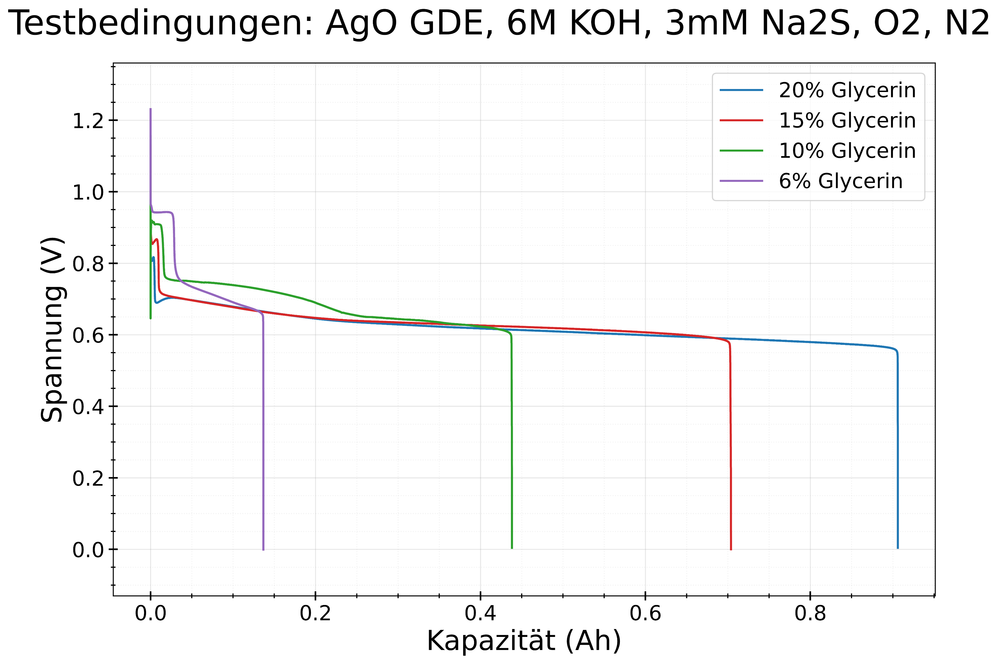 Testbedingungen: AgO GDE, 6M KOH, 3mM Na2S, O2, N2
20% Glycerin
15% Glycerin
10% Glycerin
6% Glycerin
Spannung (V)
1.2
1.0
0.8
0.6
0.4
0.2
0.0
0.0 0.2 0.4 0.6 0.8
Kapazität (Ah)